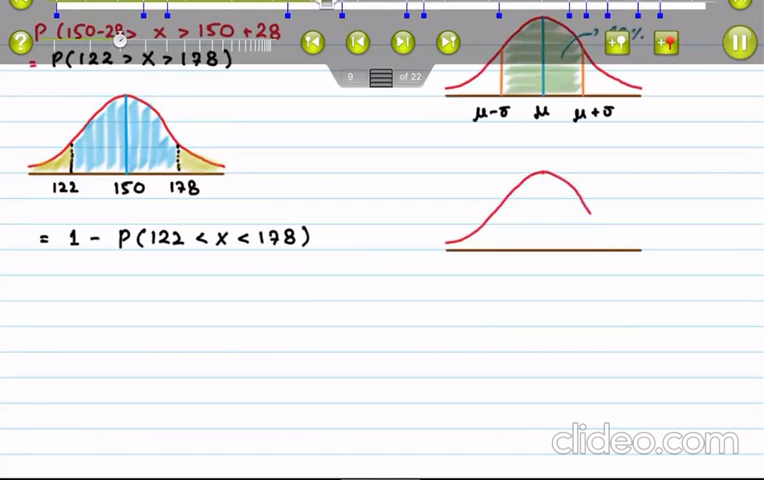 P (150-28> x > 150 + 28
= P(122 > x > 178)
9 of 22
μ-σ μ μ+σ
122 150 178
= 1 - P(122 < x < 178)
clideo.com